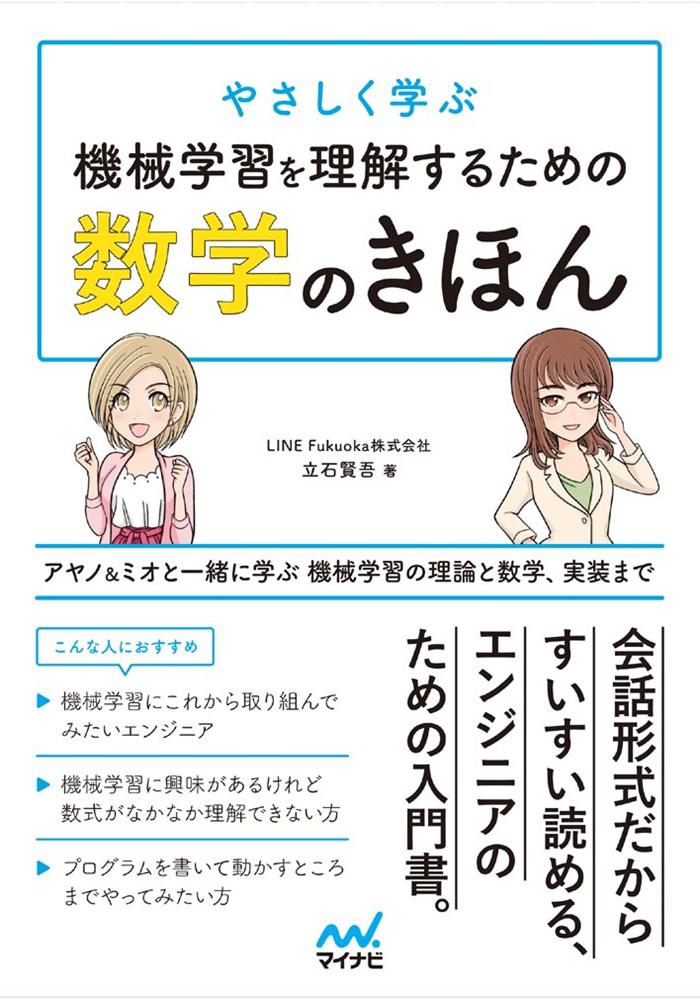 やさしく学ぶ
機械学習を理解するための
数学のきほん
LINE Fukuoka株式会社
立石賢吾 著
アヤノ&ミオと一緒に学ぶ 機械学習の理論と数学、実装まで
こんな人におすすめ
▶ 機械学習にこれから取り組んで
みたいエンジニア
▶ 機械学習に興味があるけれど
数式がなかなか理解できない方
▶ プログラムを書いて動かすところ
までやってみたい方
会話形式だから
すいすい読める、
エンジニアの
ための入門書。
マイナビ